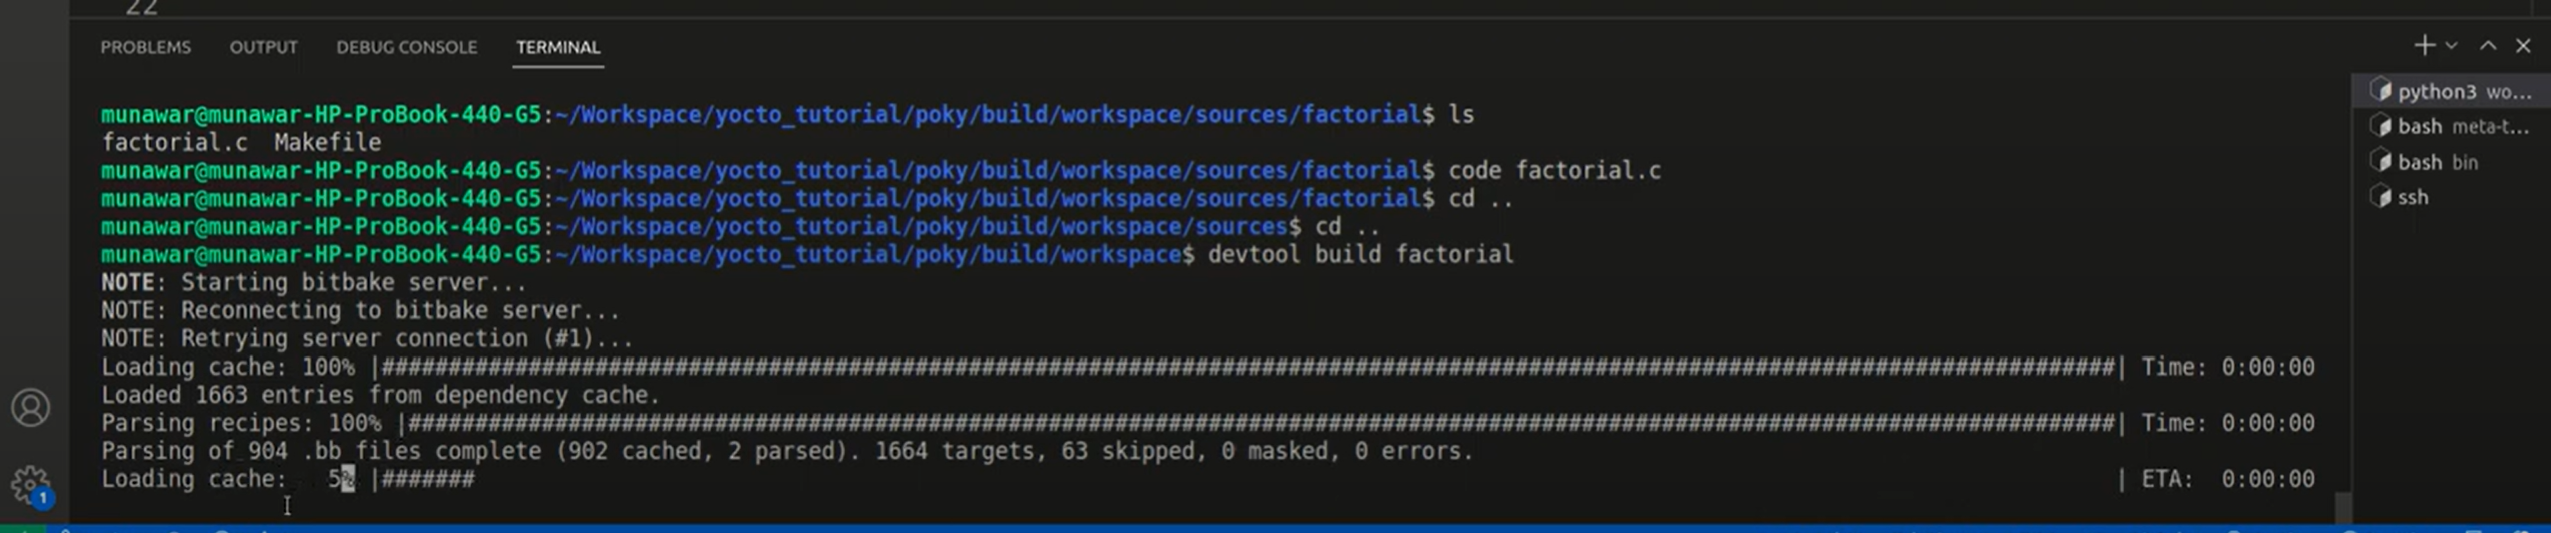 22
PROBLEMS OUTPUT DEBUG CONSOLE TERMINAL
munawar@munawar-HP-ProBook-440-G5:~/Workspace/yocto_tutorial/poky/build/workspace/sources/factorial$ ls
factorial.c Makefile
munawar@munawar-HP-ProBook-440-G5:~/Workspace/yocto_tutorial/poky/build/workspace/sources/factorial$ code factorial.c
munawar@munawar-HP-ProBook-440-G5:~/Workspace/yocto_tutorial/poky/build/workspace/sources/factorial$ cd ..
munawar@munawar-HP-ProBook-440-G5:~/Workspace/yocto_tutorial/poky/build/workspace/sources$ cd ..
munawar@munawar-HP-ProBook-440-G5:~/Workspace/yocto_tutorial/poky/build/workspace$ devtool build factorial
NOTE: Starting bitbake server...
NOTE: Reconnecting to bitbake server...
NOTE: Retrying server connection (#1)...
Loading cache: 100% |##################################################################################################################################| Time: 0:00:00
Loaded 1663 entries from dependency cache.
Parsing recipes: 100% |################################################################################################################################| Time: 0:00:00
Parsing of 904 .bb files complete (902 cached, 2 parsed). 1664 targets, 63 skipped, 0 masked, 0 errors.
Loading cache: 5% |####### | ETA: 0:00:00
python3 wo...
bash meta-t...
bash bin
ssh
1